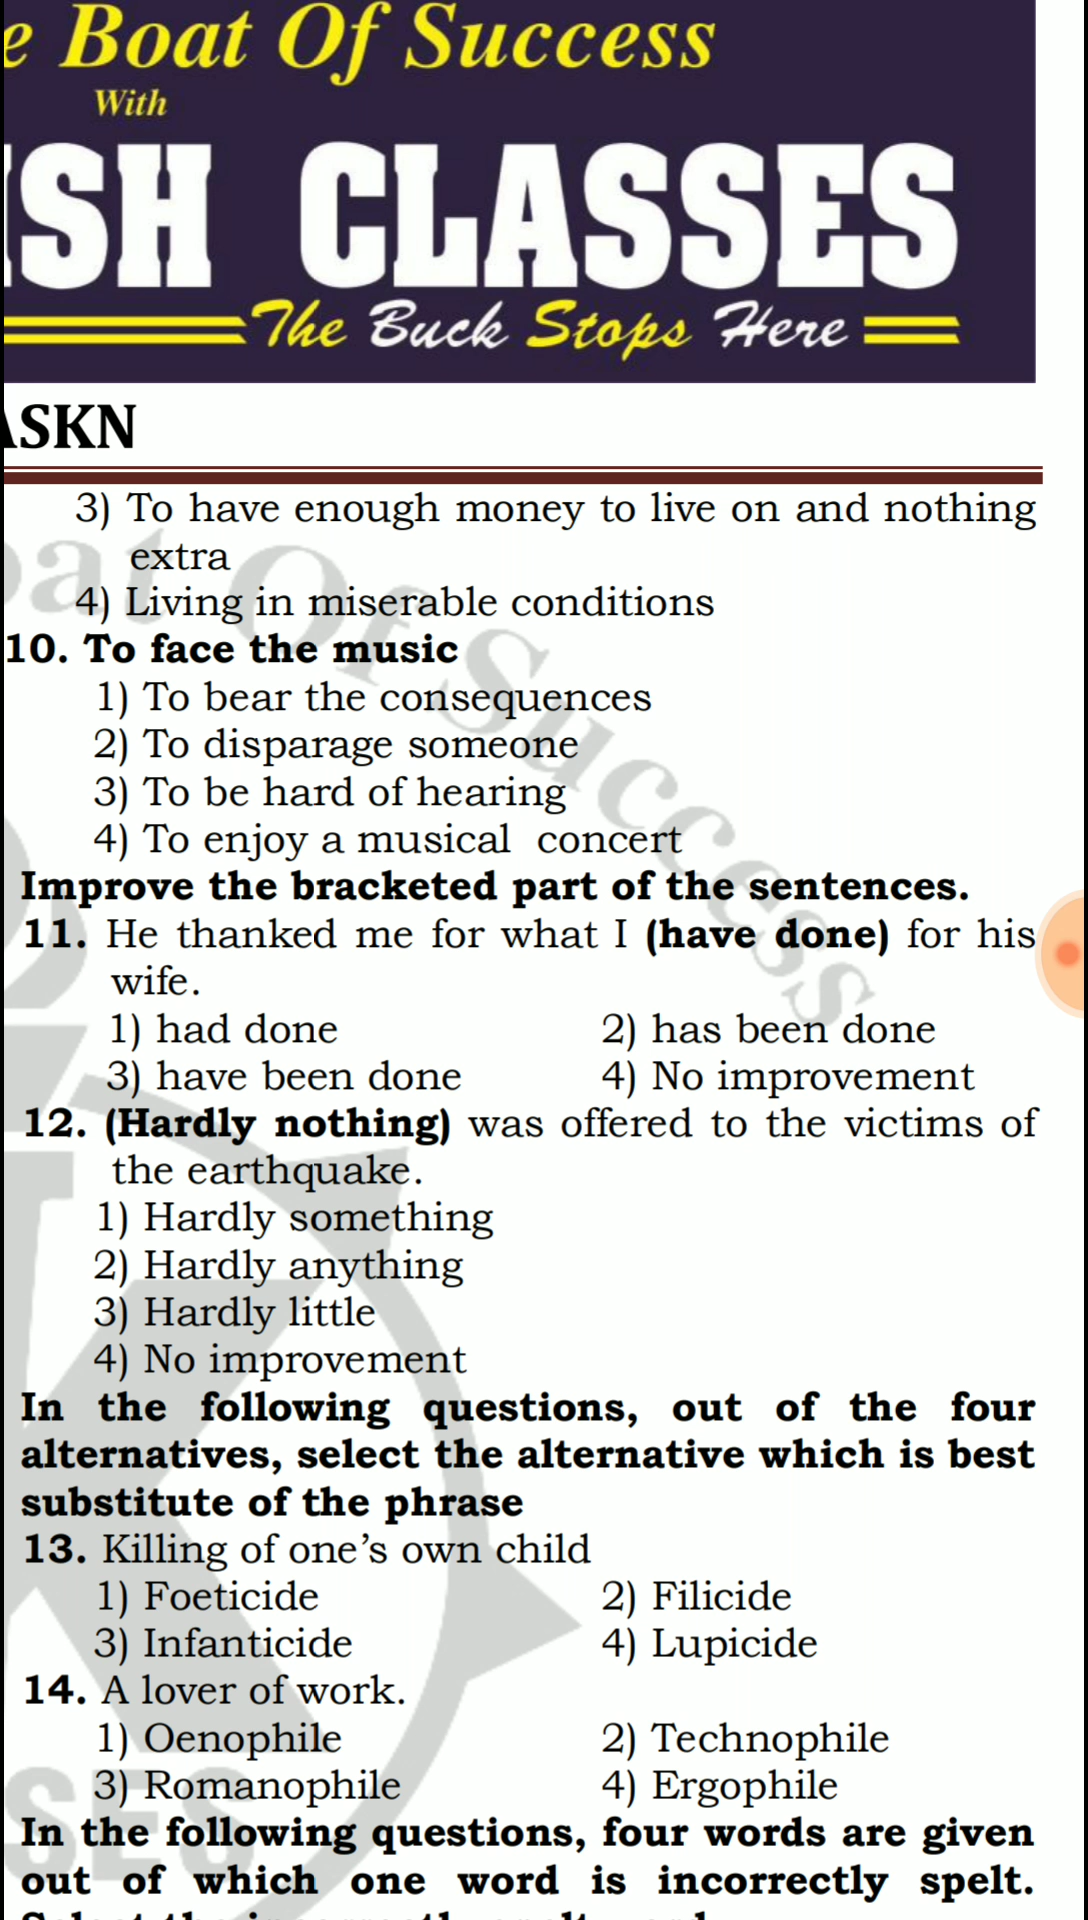 e Boat Of Success
With
SH CLASSES
The Buck Stops Here
ASKN
3) To have enough money to live on and nothing
extra
4) Living in miserable conditions
10. To face the music
1) To bear the consequences
2) To disparage someone
3) To be hard of hearing
4) To enjoy a musical concert
Improve the bracketed part of the sentences.
11. He thanked me for what I (have done) for his
wife.
1) had done 2) has been done
3) have been done 4) No improvement
12. (Hardly nothing) was offered to the victims of
the earthquake.
1) Hardly something
2) Hardly anything
3) Hardly little
4) No improvement
In the following questions, out of the four
alternatives, select the alternative which is best
substitute of the phrase
13. Killing of one's own child
1) Foeticide 2) Filicide
3) Infanticide 4) Lupicide
14. A lover of work.
1) Oenophile 2) Technophile
3) Romanophile 4) Ergophile
In the following questions, four words are given
out of which one word is incorrectly spelt.